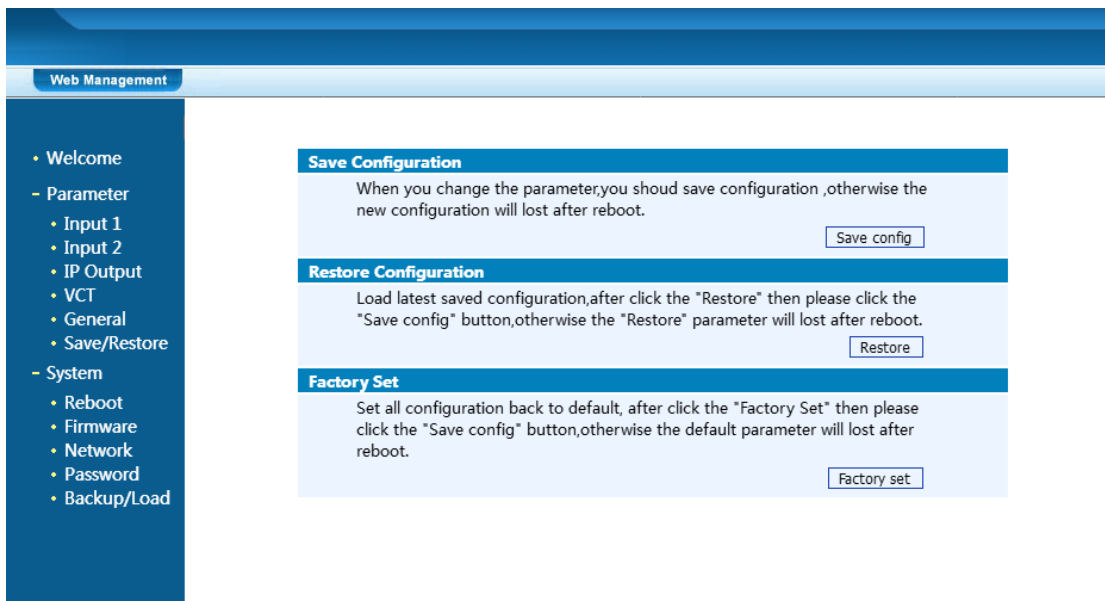 Web Management
Welcome
Parameter
Input 1
Input 2
IP Output
VCT
General
Save/Restore
System
Reboot
Firmware
Network
Password
Backup/Load
Save Configuration
When you change the parameter,you shoud save configuration ,otherwise the
new configuration will lost after reboot.
Save config
Restore Configuration
Load latest saved configuration,after click the "Restore" then please click the
"Save config" button,otherwise the "Restore" parameter will lost after reboot.
Restore
Factory Set
Set all configuration back to default, after click the "Factory Set" then please
click the "Save config" button,otherwise the default parameter will lost after
reboot.
Factory set